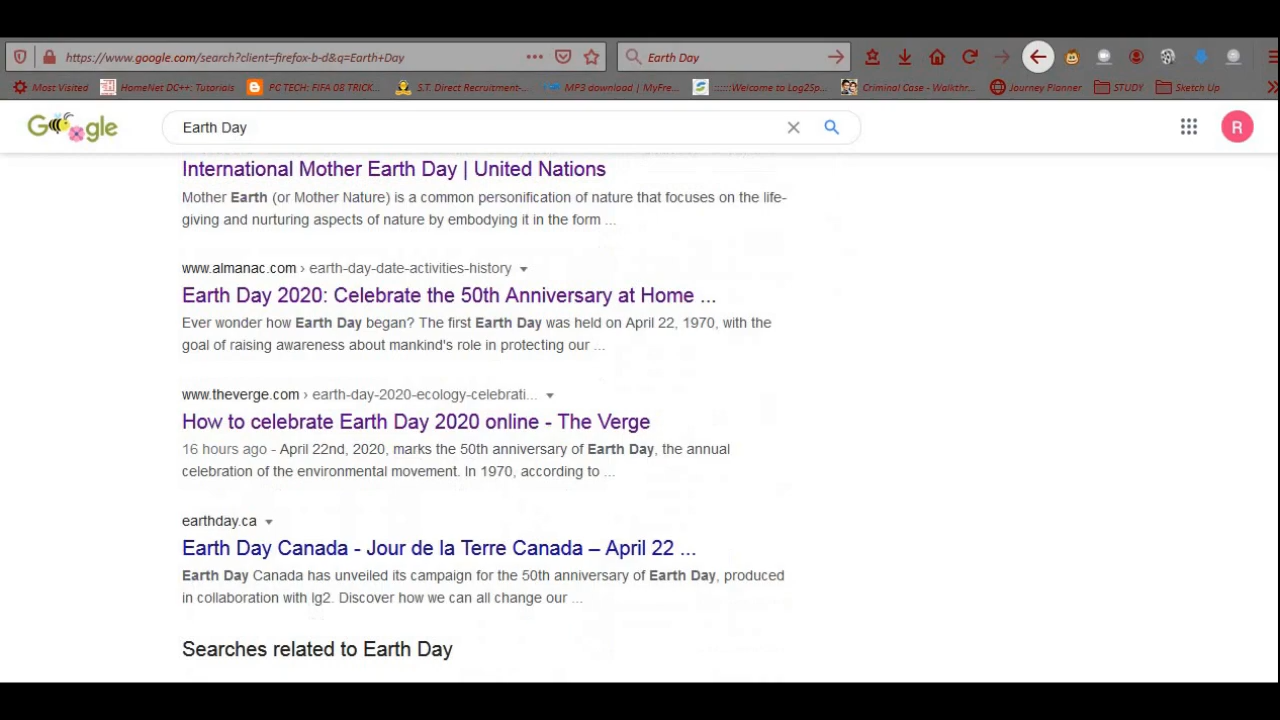 https://www.google.com/search?client=firefox-b-d&q=Earth+Day
Earth Day
Most Visited
HomeNet DC++: Tutorials
PC TECH: FIFA 08 TRICK...
S.T. Direct Recruitment-...
MP3 download | MyFre...
::::::Welcome to Log2Sp...
Criminal Case - Walkthr...
Journey Planner
STUDY
Sketch Up
Google
Earth Day
R
International Mother Earth Day | United Nations
Mother Earth (or Mother Nature) is a common personification of nature that focuses on the life-
giving and nurturing aspects of nature by embodying it in the form ...
www.almanac.com › earth-day-date-activities-history
Earth Day 2020: Celebrate the 50th Anniversary at Home ...
Ever wonder how Earth Day began? The first Earth Day was held on April 22, 1970, with the
goal of raising awareness about mankind's role in protecting our ...
www.theverge.com › earth-day-2020-ecology-celebrati...
How to celebrate Earth Day 2020 online - The Verge
16 hours ago - April 22nd, 2020, marks the 50th anniversary of Earth Day, the annual
celebration of the environmental movement. In 1970, according to ...
earthday.ca
Earth Day Canada - Jour de la Terre Canada – April 22 ...
Earth Day Canada has unveiled its campaign for the 50th anniversary of Earth Day, produced
in collaboration with lg2. Discover how we can all change our ...
Searches related to Earth Day